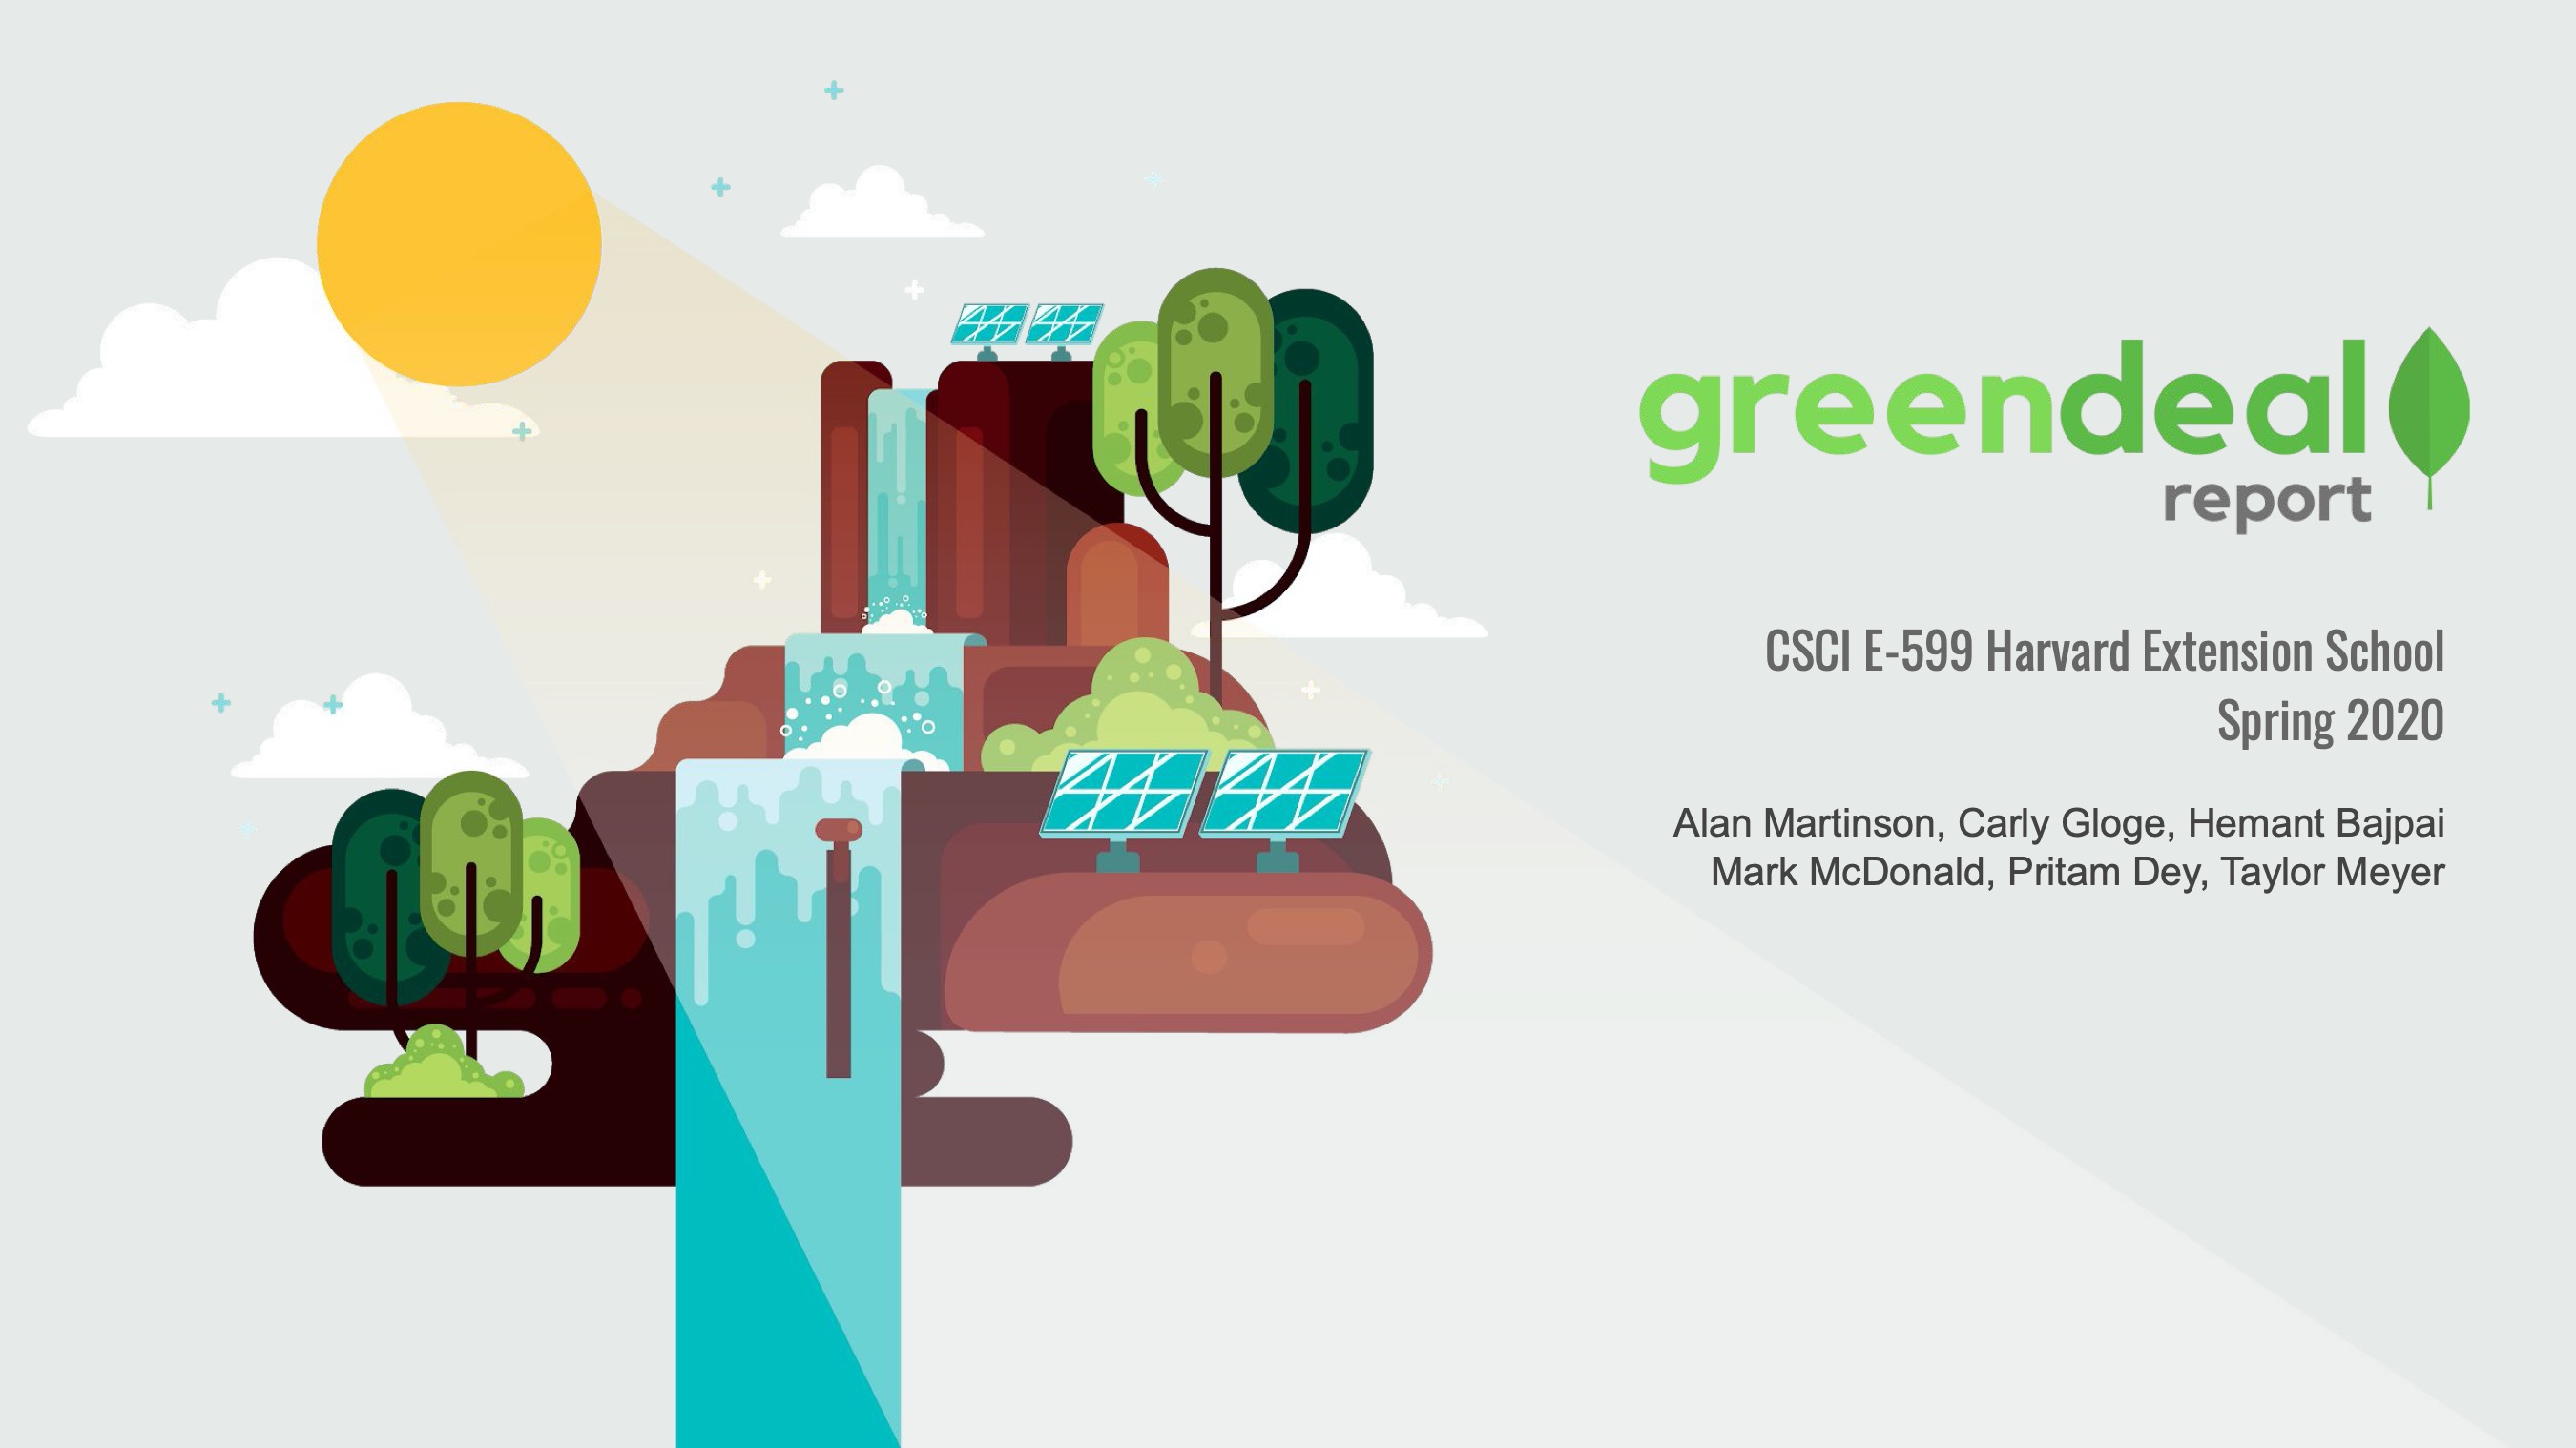 greendeal
report
CSCI E-599 Harvard Extension School
Spring 2020
Alan Martinson, Carly Gloge, Hemant Bajpai
Mark McDonald, Pritam Dey, Taylor Meyer